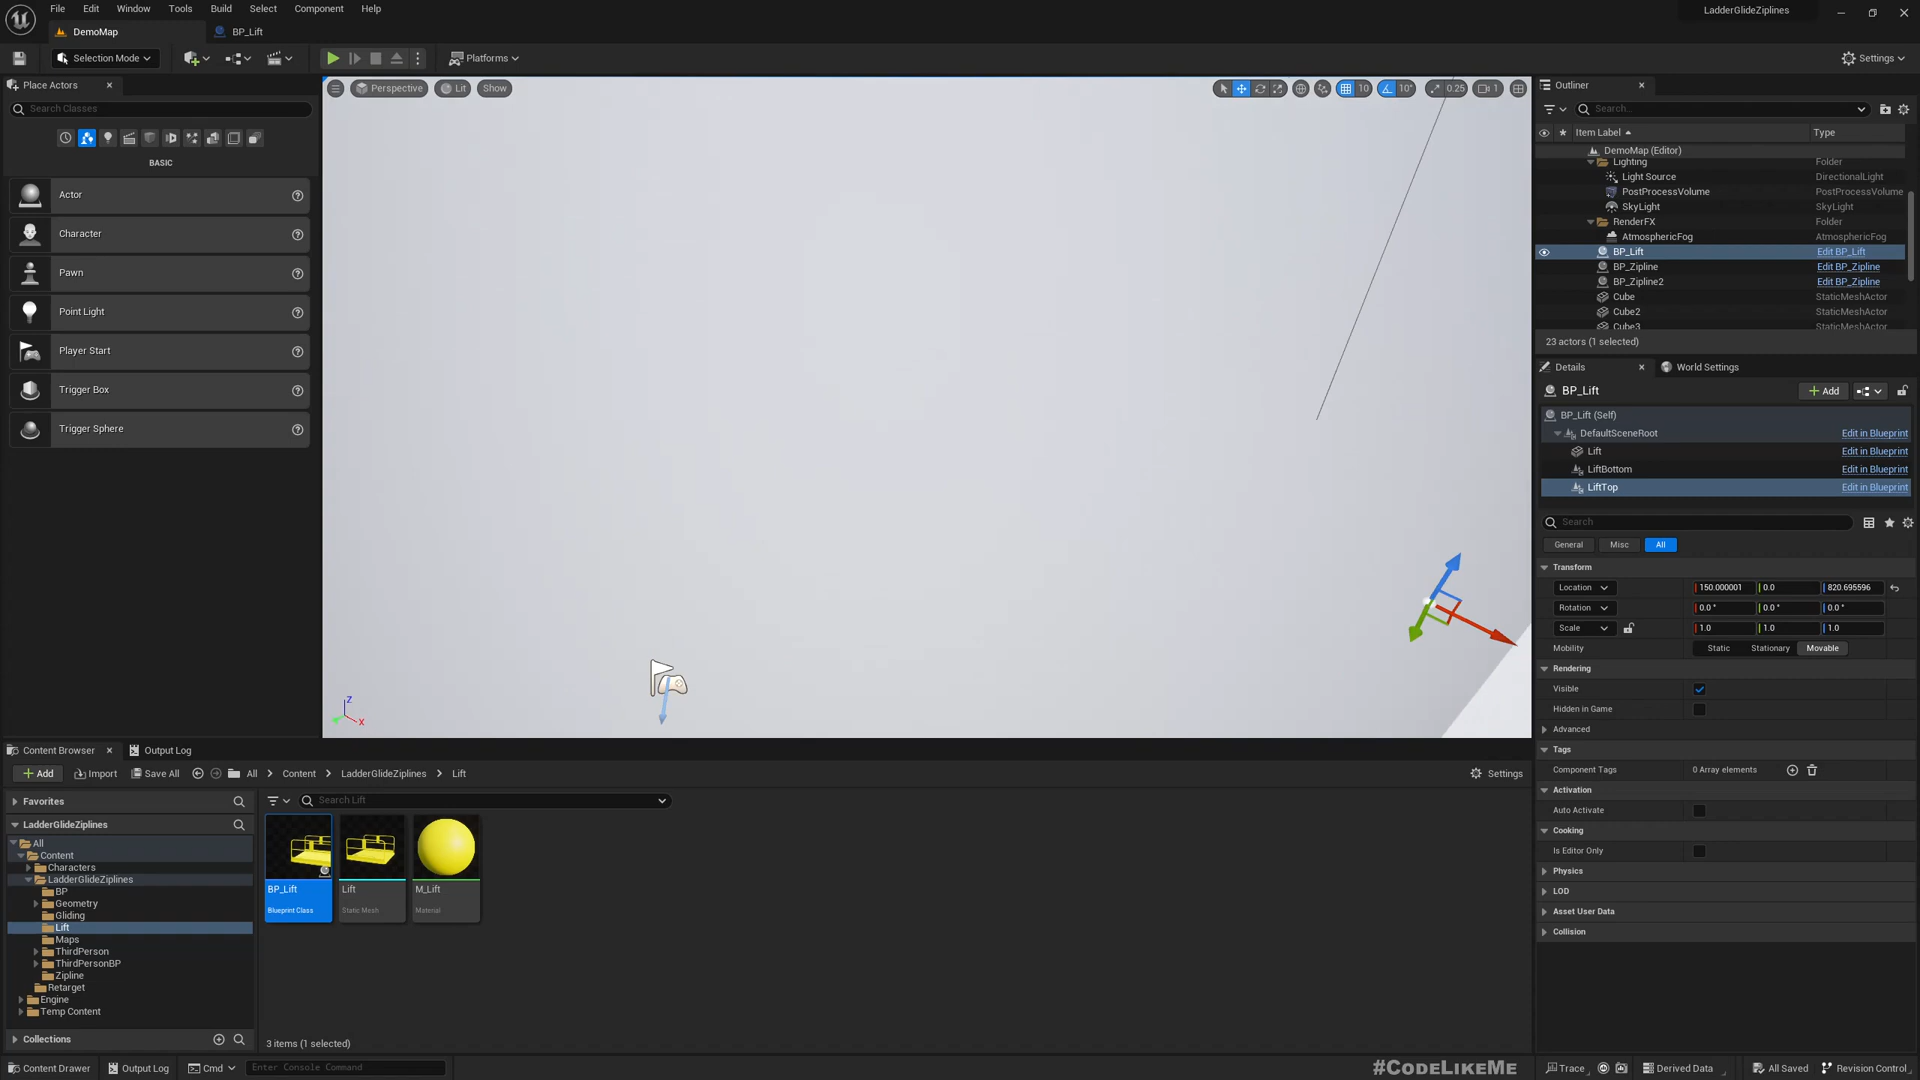 File Edit Window Tools Build Select Component Help
LadderGlideZiplines
DemoMap
BP_Lift
Selection Mode
Platforms
Settings
Place Actors
Search Classes
BASIC
Actor
Character
Pawn
Point Light
Player Start
Trigger Box
Trigger Sphere
Perspective
Lit
Show
10
10°
0.25
1
Z
X
Outliner
Search...
Item Label
Type
DemoMap (Editor)
Lighting Folder
Light Source DirectionalLight
PostProcessVolume PostProcessVolume
SkyLight SkyLight
RenderFX Folder
AtmosphericFog AtmosphericFog
BP_Lift Edit BP_Lift
BP_Zipline Edit BP_Zipline
BP_Zipline2 Edit BP_Zipline
Cube StaticMeshActor
Cube2 StaticMeshActor
Cube3 StaticMeshActor
23 actors (1 selected)
Details
World Settings
BP_Lift
Add
BP_Lift (Self)
DefaultSceneRoot Edit in Blueprint
Lift Edit in Blueprint
LiftBottom Edit in Blueprint
LiftTop Edit in Blueprint
Search
General
Misc
All
Transform
Location 150.000001 0.0 820.695596
Rotation 0.0 ° 0.0 ° 0.0 °
Scale 1.0 1.0 1.0
Mobility Static Stationary Movable
Rendering
Visible
Hidden in Game
Advanced
Tags
Component Tags 0 Array elements
Activation
Auto Activate
Cooking
Is Editor Only
Physics
LOD
Asset User Data
Collision
Content Browser
Output Log
Add
Import
Save All
All
Content
LadderGlideZiplines
Lift
Settings
Favorites
LadderGlideZiplines
All
Content
Characters
LadderGlideZiplines
BP
Geometry
Gliding
Lift
Maps
ThirdPerson
ThirdPersonBP
Zipline
Retarget
Engine
Temp Content
Collections
Search Lift
BP_Lift
Blueprint Class
Lift
Static Mesh
M_Lift
Material
3 items (1 selected)
Content Drawer
Output Log
Cmd
Enter Console Command
#CodeLikeMe
Trace
Derived Data
All Saved
Revision Control